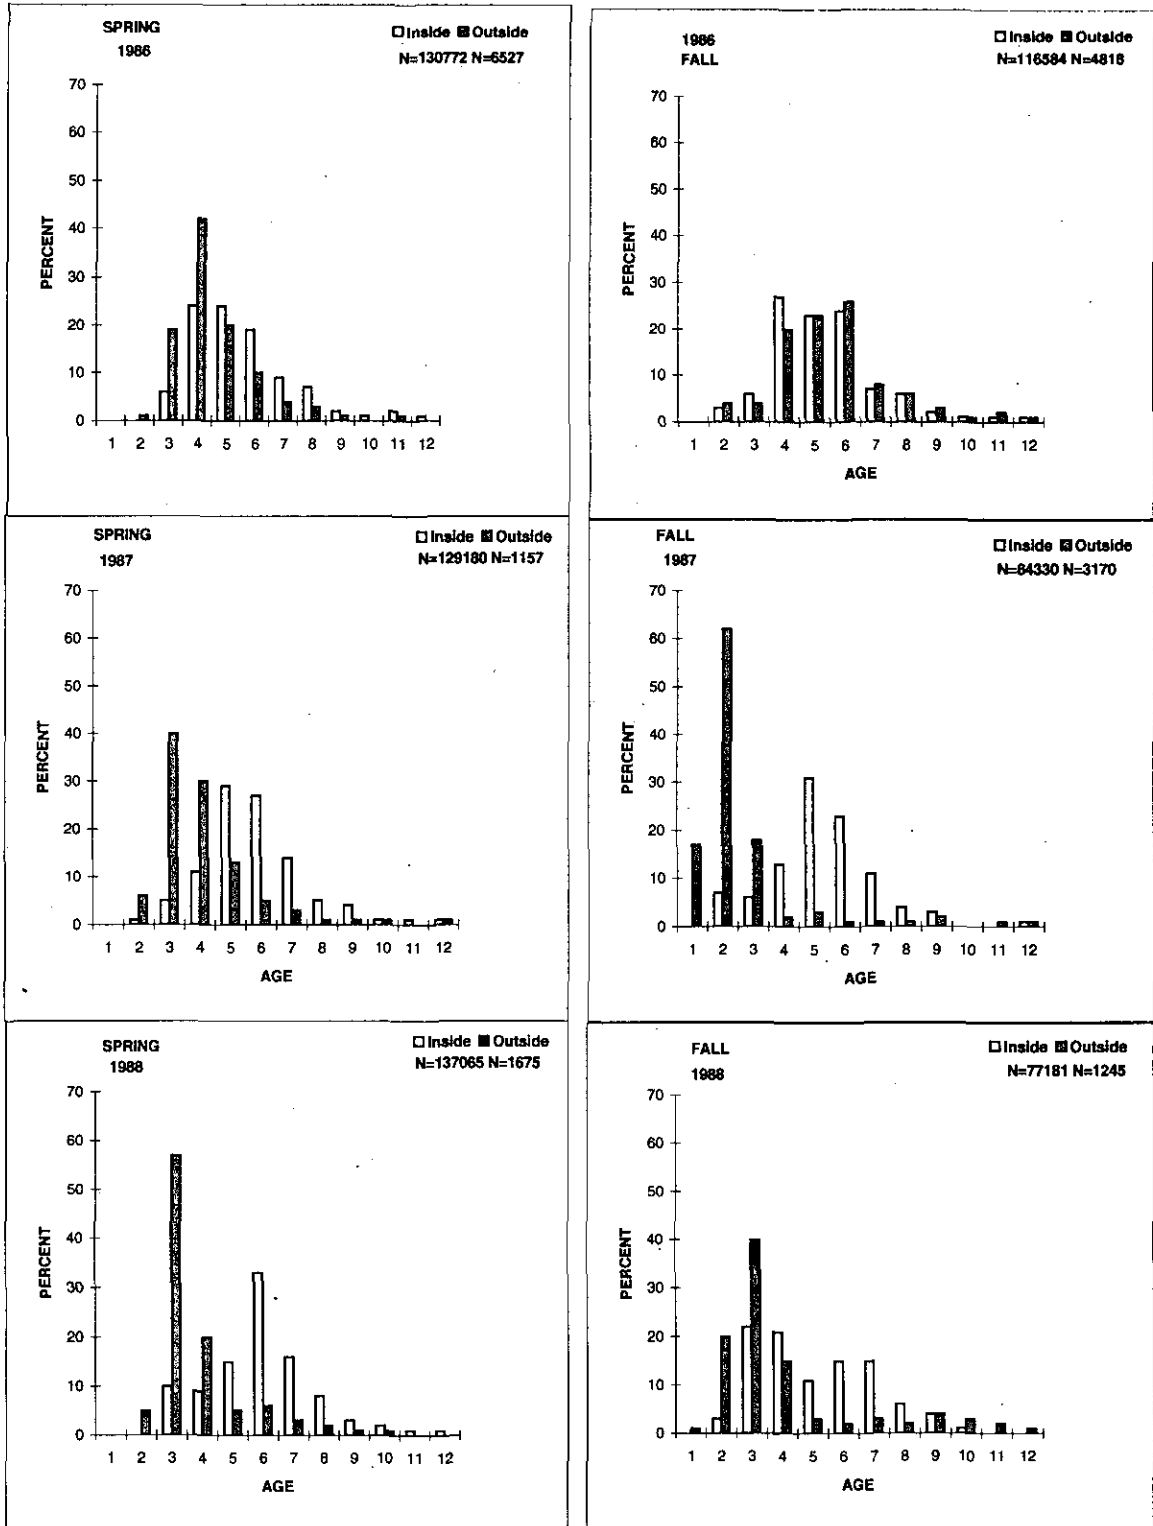 SPRING
1986
Inside Outside
N=130772 N=6527
70
60
50
40
30
20
10
0
PERCENT
1 2 3 4 5 6 7 8 9 10 11 12
1986
FALL
Inside Outside
N=116584 N=4816
70
60
50
40
30
20
10
0
PERCENT
1 2 3 4 5 6 7 8 9 10 11 12
AGE
SPRING
1987
Inside Outside
N=129180 N=1157
70
60
50
40
30
20
10
0
PERCENT
1 2 3 4 5 6 7 8 9 10 11 12
AGE
FALL
1987
Inside Outside
N=84330 N=3170
70
60
50
40
30
20
10
0
PERCENT
1 2 3 4 5 6 7 8 9 10 11 12
AGE
SPRING
1988
Inside Outside
N=137065 N=1675
70
60
50
40
30
20
10
0
PERCENT
1 2 3 4 5 6 7 8 9 10 11 12
AGE
FALL
1988
Inside Outside
N=77181 N=1245
70
60
50
40
30
20
10
0
PERCENT
1 2 3 4 5 6 7 8 9 10 11 12
AGE